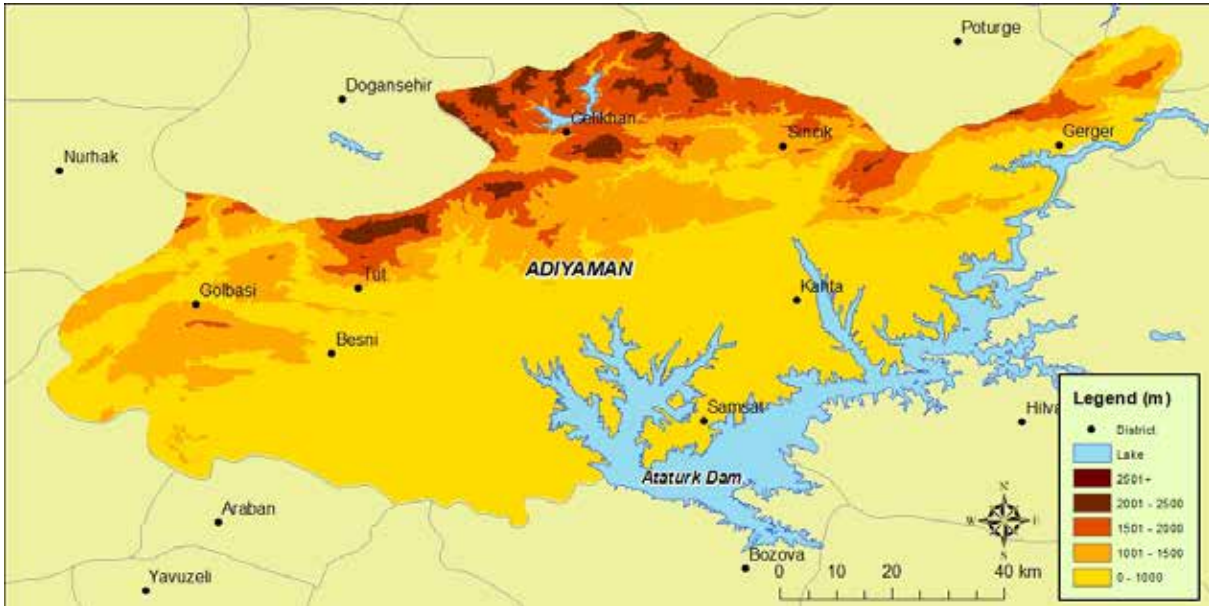 Poturge
Dogansehir
Celikhan
Sincik
Gerger
Nurhak
ADIYAMAN
Tut
Golbasi
Kahta
Besni
Samsat
Ataturk Dam
Araban
Bozova
Yavuzeli
Hilva
Legend (m)
District
Lake
2501+
2001 - 2500
1501 - 2000
1001 - 1500
0 - 1000
N
W E
S
0 10 20 40 km